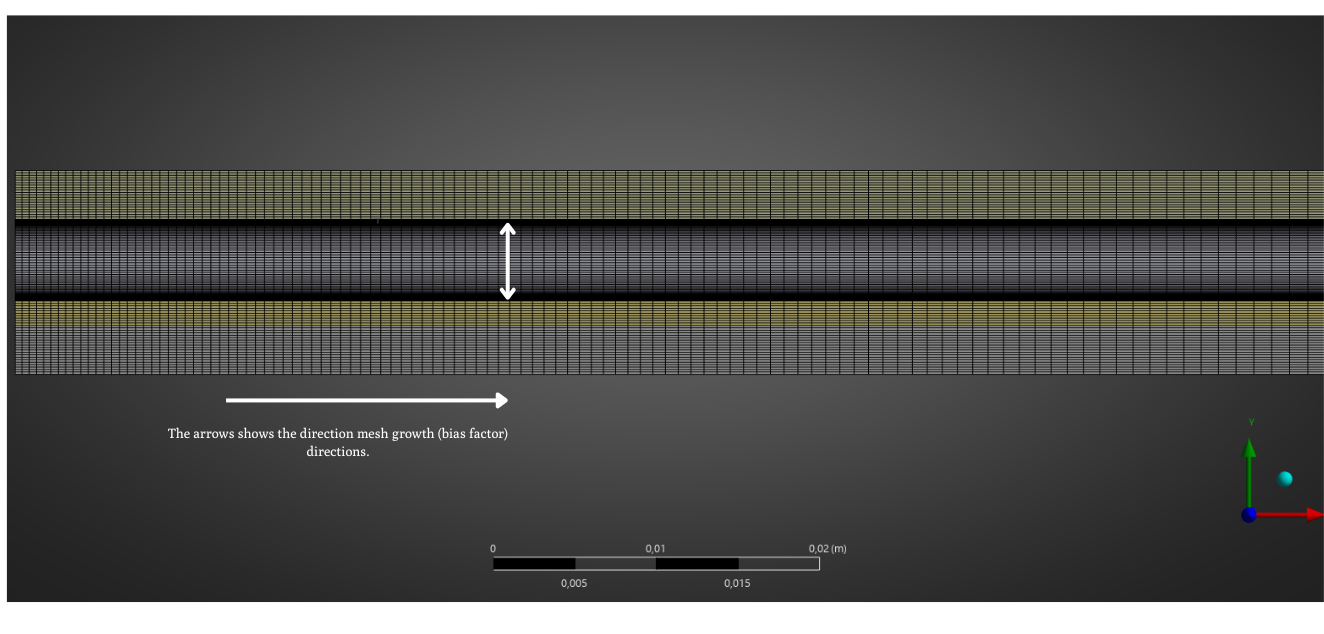 The arrows shows the direction mesh growth (bias factor)
directions.
Y
0
0,01
0,02 (m)
0,005
0,015